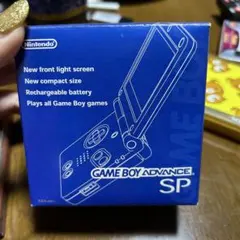 Nintendo
New front light screen
New compact size
Rechargeable battery
Plays all Game Boy games
GAME BOY ADVANCE
SP